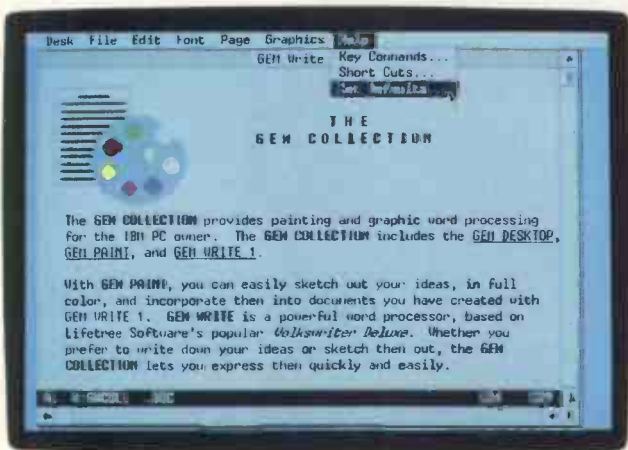 Desk File Edit Font Page Graphics Help
GEM Write Key Commands...
Short Cuts...
Set Defaults
THE
GEM COLLECTION
The GEM COLLECTION provides painting and graphic word processing
for the IBM PC owner. The GEM COLLECTION includes the GEM DESKTOP,
GEM PAINT, and GEM WRITE 1.
With GEM PAINT, you can easily sketch out your ideas, in full
color, and incorporate them into documents you have created with
GEM WRITE 1. GEM WRITE is a powerful word processor, based on
Lifetree Software's popular Volkswriter Deluxe. Whether you
prefer to write down your ideas or sketch them out, the GEM
COLLECTION lets you express them quickly and easily.